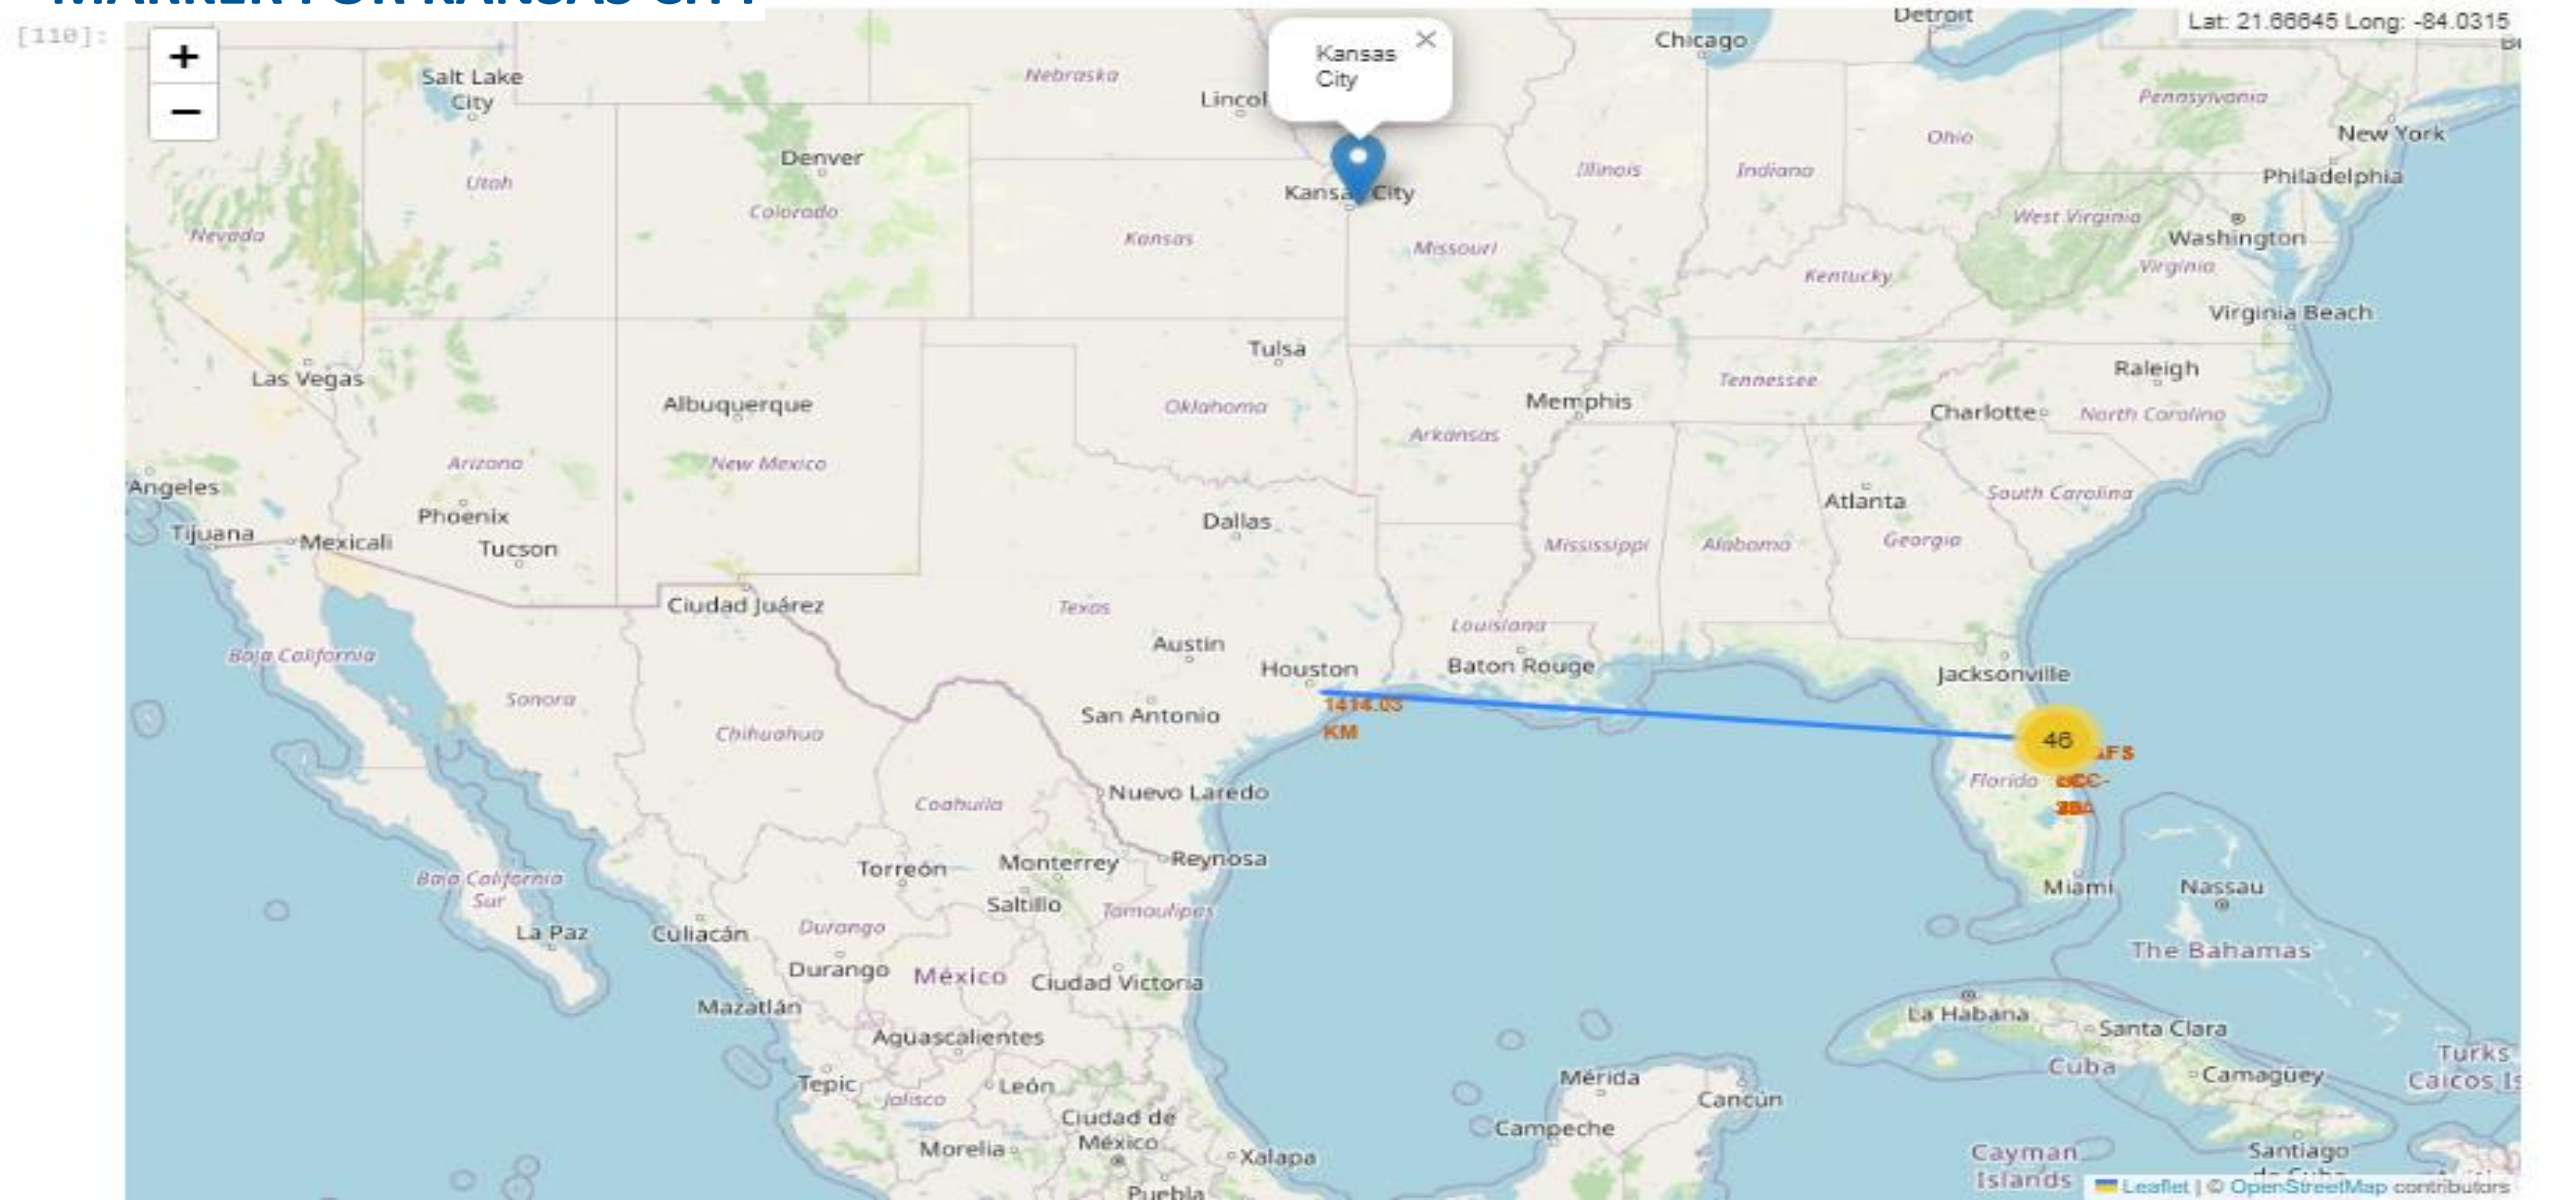 MARKER FOR KANSAS CITY
[110]:
+
−
Lat: 21.66645 Long: -84.0315
Detroit
Chicago
Kansas
City
×
Salt Lake
City
Nebraska
Lincol
Pennsylvania
New York
Ohio
Denver
Illinois
Indiana
Philadelphia
Utah
Kansas City
Colorado
West Virginia
Nevada
Kansas
Missouri
Washington
Virginia
Kentucky
Virginia Beach
Tulsa
Las Vegas
Raleigh
Tennessee
Albuquerque
Oklahoma
Memphis
Charlotte
North Carolina
Arkansas
Arizona
New Mexico
Angeles
South Carolina
Atlanta
Phoenix
Dallas
Tijuana
Mexicali
Tucson
Mississippi
Alabama
Georgia
Ciudad Juárez
Texas
Louisiana
Austin
Baja California
Houston
Baton Rouge
Jacksonville
Sonora
1414.03
KM
San Antonio
Chihuahua
46
AFS
Florida
Nuevo Laredo
Coahuila
Torreón
Monterrey
Reynosa
Baja California
Sur
Miami
Nassau
Saltillo
Tamaulipas
Durango
La Paz
Culiacán
The Bahamas
Durango
México
Ciudad Victoria
Mazatlán
La Habana
Santa Clara
Aguascalientes
Turks
Cuba
Camagüey
Caicos Is
Tepic
León
Mérida
Jalisco
Cancún
Ciudad de
México
Campeche
Morelia
Xalapa
Cayman
Islands
Santiago
de Cuba
Puebla
Leaflet | © OpenStreetMap contributors